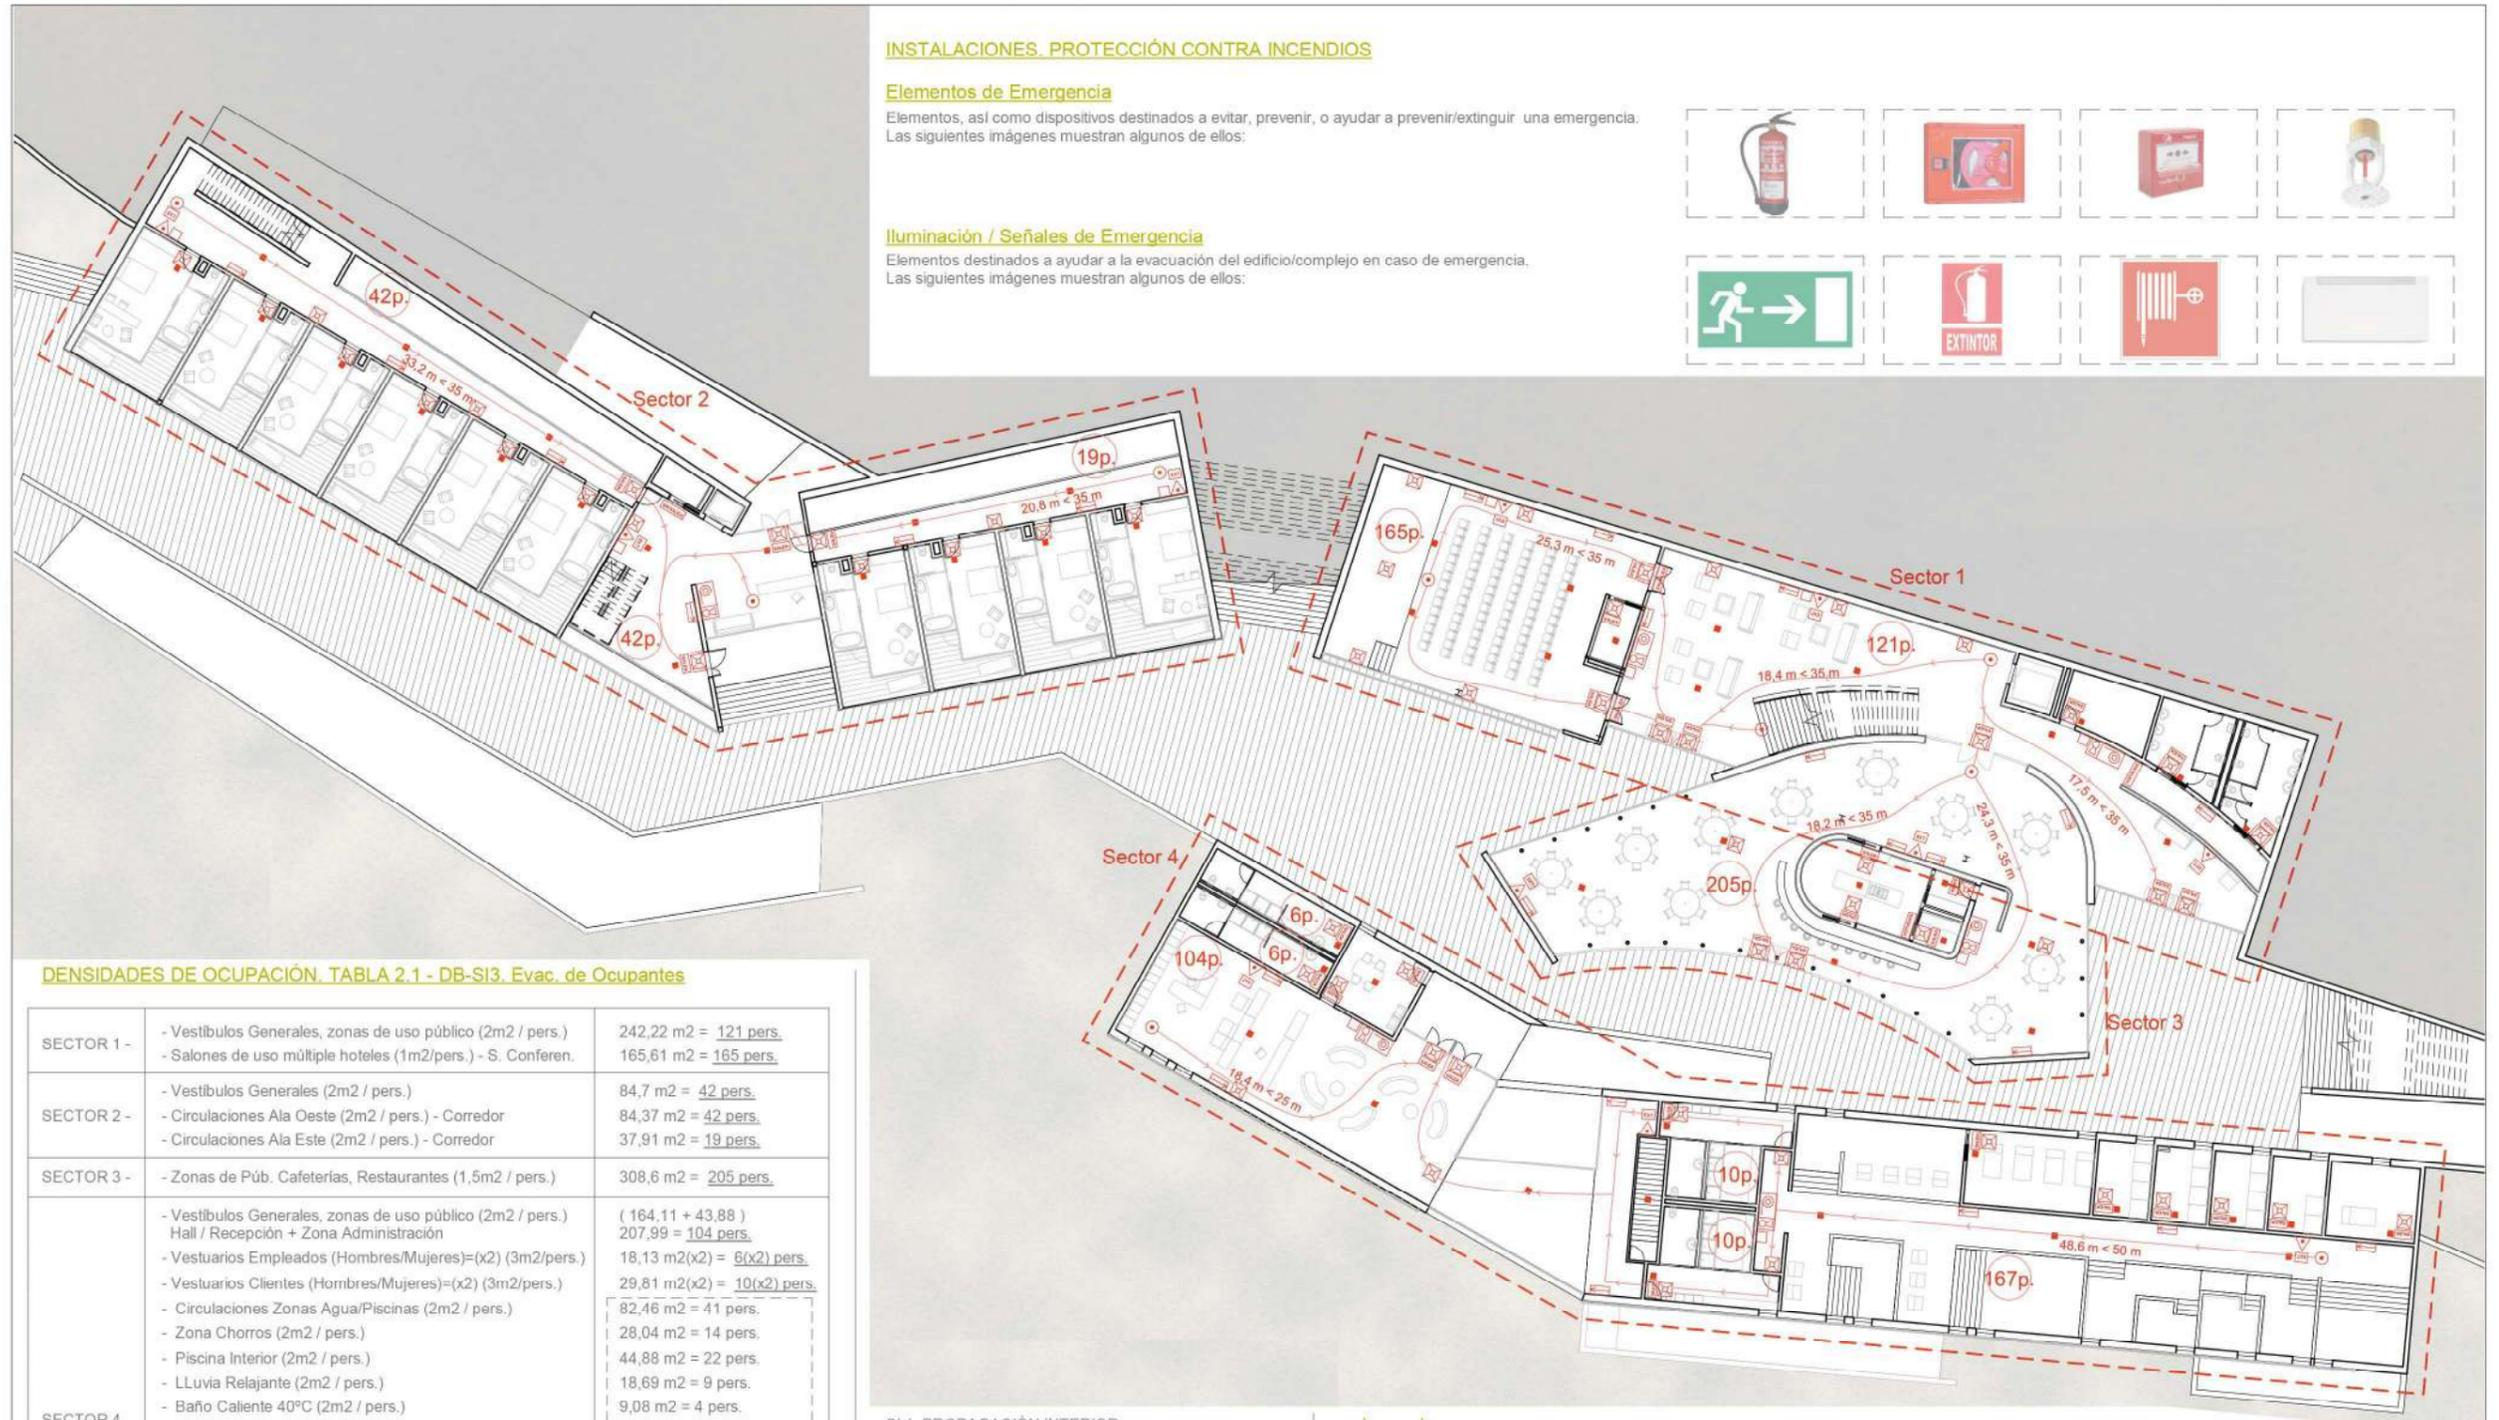 INSTALACIONES. PROTECCIÓN CONTRA INCENDIOS
Elementos de Emergencia
Elementos, así como dispositivos destinados a evitar, prevenir, o ayudar a prevenir/extinguir una emergencia.
Las siguientes imágenes muestran algunos de ellos:
Iluminación / Señales de Emergencia
Elementos destinados a ayudar a la evacuación del edificio/complejo en caso de emergencia.
Las siguientes imágenes muestran algunos de ellos:
EXTINTOR
42p.
33,2 m < 35 m
Sector 2
19p.
20,8 m < 35 m
42p.
165p.
25,3 m < 35 m
Sector 1
121p.
18,4 m < 35 m
17,5 m < 35 m
18,2 m < 35 m
24,3 m < 35 m
205p.
Sector 3
Sector 4
6p.
6p.
104p.
18,4 m < 25 m
10p.
10p.
48,6 m < 50 m
167p.
DENSIDADES DE OCUPACIÓN. TABLA 2.1 - DB-SI3. Evac. de Ocupantes
SECTOR 1 -
- Vestíbulos Generales, zonas de uso público (2m2 / pers.) 242,22 m2 = 121 pers.
- Salones de uso múltiple hoteles (1m2/pers.) - S. Conferen. 165,61 m2 = 165 pers.
SECTOR 2 -
- Vestíbulos Generales (2m2 / pers.) 84,7 m2 = 42 pers.
- Circulaciones Ala Oeste (2m2 / pers.) - Corredor 84,37 m2 = 42 pers.
- Circulaciones Ala Este (2m2 / pers.) - Corredor 37,91 m2 = 19 pers.
SECTOR 3 - - Zonas de Púb. Cafeterías, Restaurantes (1,5m2 / pers.) 308,6 m2 = 205 pers.
- Vestíbulos Generales, zonas de uso público (2m2 / pers.) ( 164,11 + 43,88 )
Hall / Recepción + Zona Administración 207,99 = 104 pers.
- Vestuarios Empleados (Hombres/Mujeres)=(x2) (3m2/pers.) 18,13 m2(x2) = 6(x2) pers.
- Vestuarios Clientes (Hombres/Mujeres)=(x2) (3m2/pers.) 29,81 m2(x2) = 10(x2) pers.
- Circulaciones Zonas Agua/Piscinas (2m2 / pers.) 82,46 m2 = 41 pers.
- Zona Chorros (2m2 / pers.) 28,04 m2 = 14 pers.
- Piscina Interior (2m2 / pers.) 44,88 m2 = 22 pers.
- LLuvia Relajante (2m2 / pers.) 18,69 m2 = 9 pers.
- Baño Caliente 40ºC (2m2 / pers.) 9,08 m2 = 4 pers.
SECTOR 4